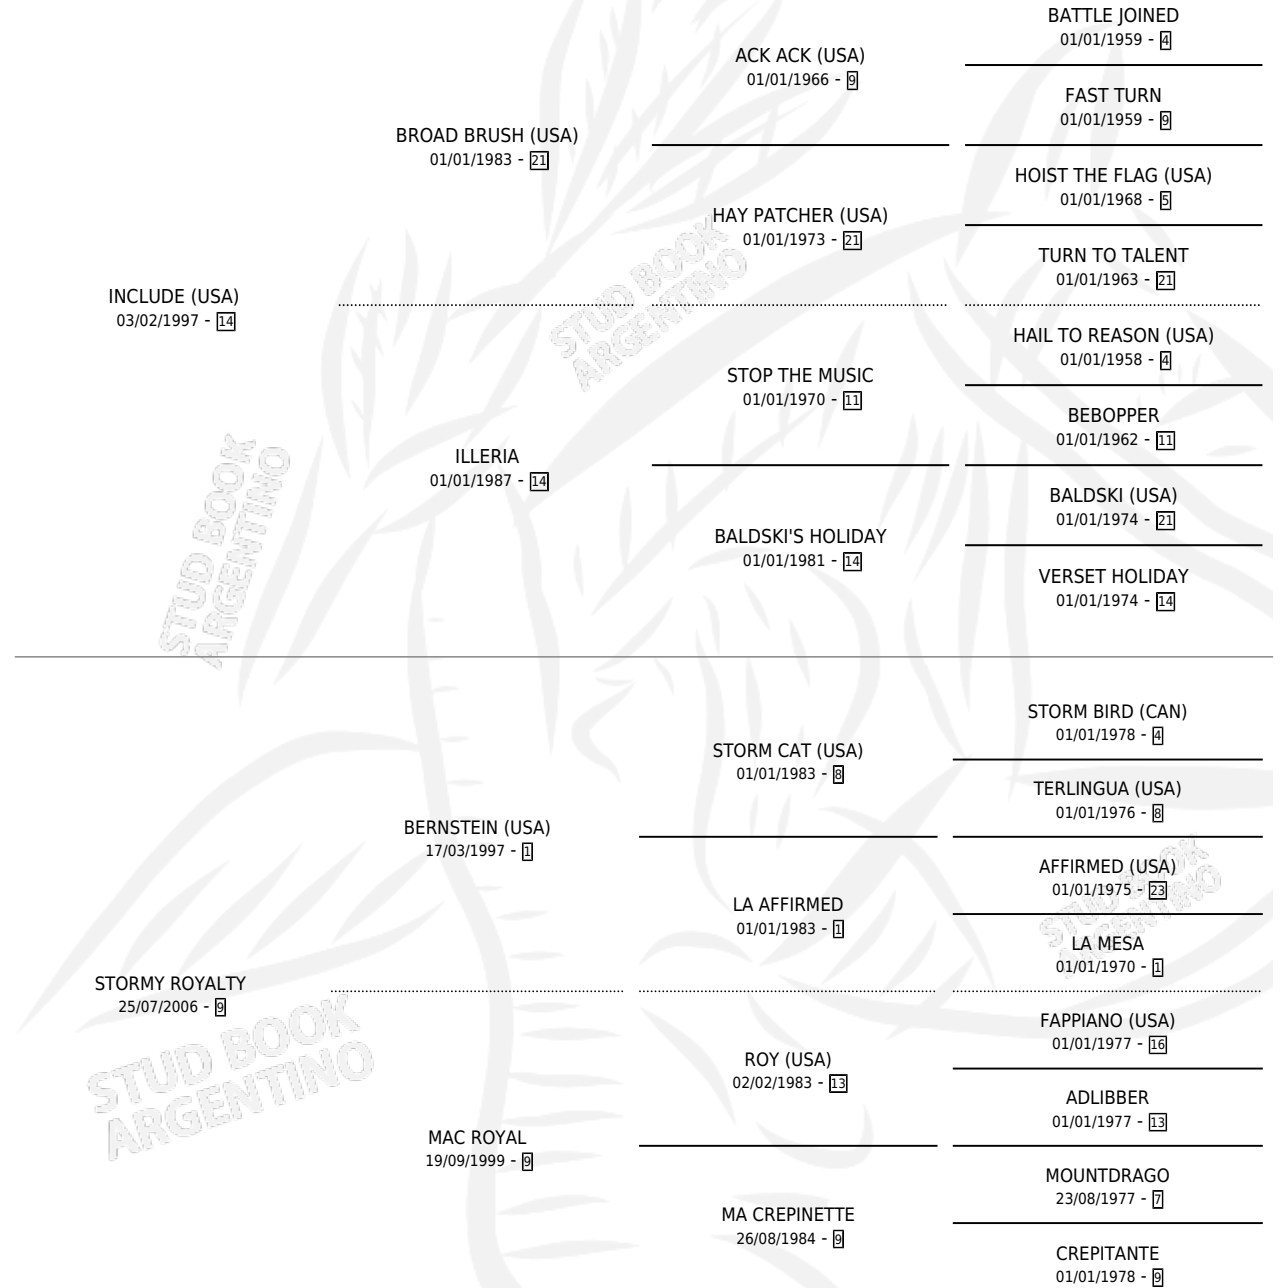 BATTLE JOINED
01/01/1959 - 4
ACK ACK (USA)
01/01/1966 - 9
FAST TURN
01/01/1959 - 9
BROAD BRUSH (USA)
01/01/1983 - 21
HOIST THE FLAG (USA)
01/01/1968 - 5
HAY PATCHER (USA)
01/01/1973 - 21
TURN TO TALENT
01/01/1963 - 21
INCLUDE (USA)
03/02/1997 - 14
HAIL TO REASON (USA)
01/01/1958 - 4
STOP THE MUSIC
01/01/1970 - 11
BEBOPPER
01/01/1962 - 11
ILLERIA
01/01/1987 - 14
BALDSKI (USA)
01/01/1974 - 21
BALDSKI'S HOLIDAY
01/01/1981 - 14
VERSET HOLIDAY
01/01/1974 - 14
STORM BIRD (CAN)
01/01/1978 - 4
STORM CAT (USA)
01/01/1983 - 8
TERLINGUA (USA)
01/01/1976 - 8
BERNSTEIN (USA)
17/03/1997 - 1
AFFIRMED (USA)
01/01/1975 - 23
LA AFFIRMED
01/01/1983 - 1
LA MESA
01/01/1970 - 1
STORMY ROYALTY
25/07/2006 - 9
FAPPIANO (USA)
01/01/1977 - 16
ROY (USA)
02/02/1983 - 13
ADLIBBER
01/01/1977 - 13
MAC ROYAL
19/09/1999 - 9
MOUNTDRAGO
23/08/1977 - 7
MA CREPINETTE
26/08/1984 - 9
CREPITANTE
01/01/1978 - 9
STUD BOOK
ARGENTINO
STUD BOOK
ARGENTINO
STUD BOOK
ARGENTINO
STUD BOOK
ARGENTINO